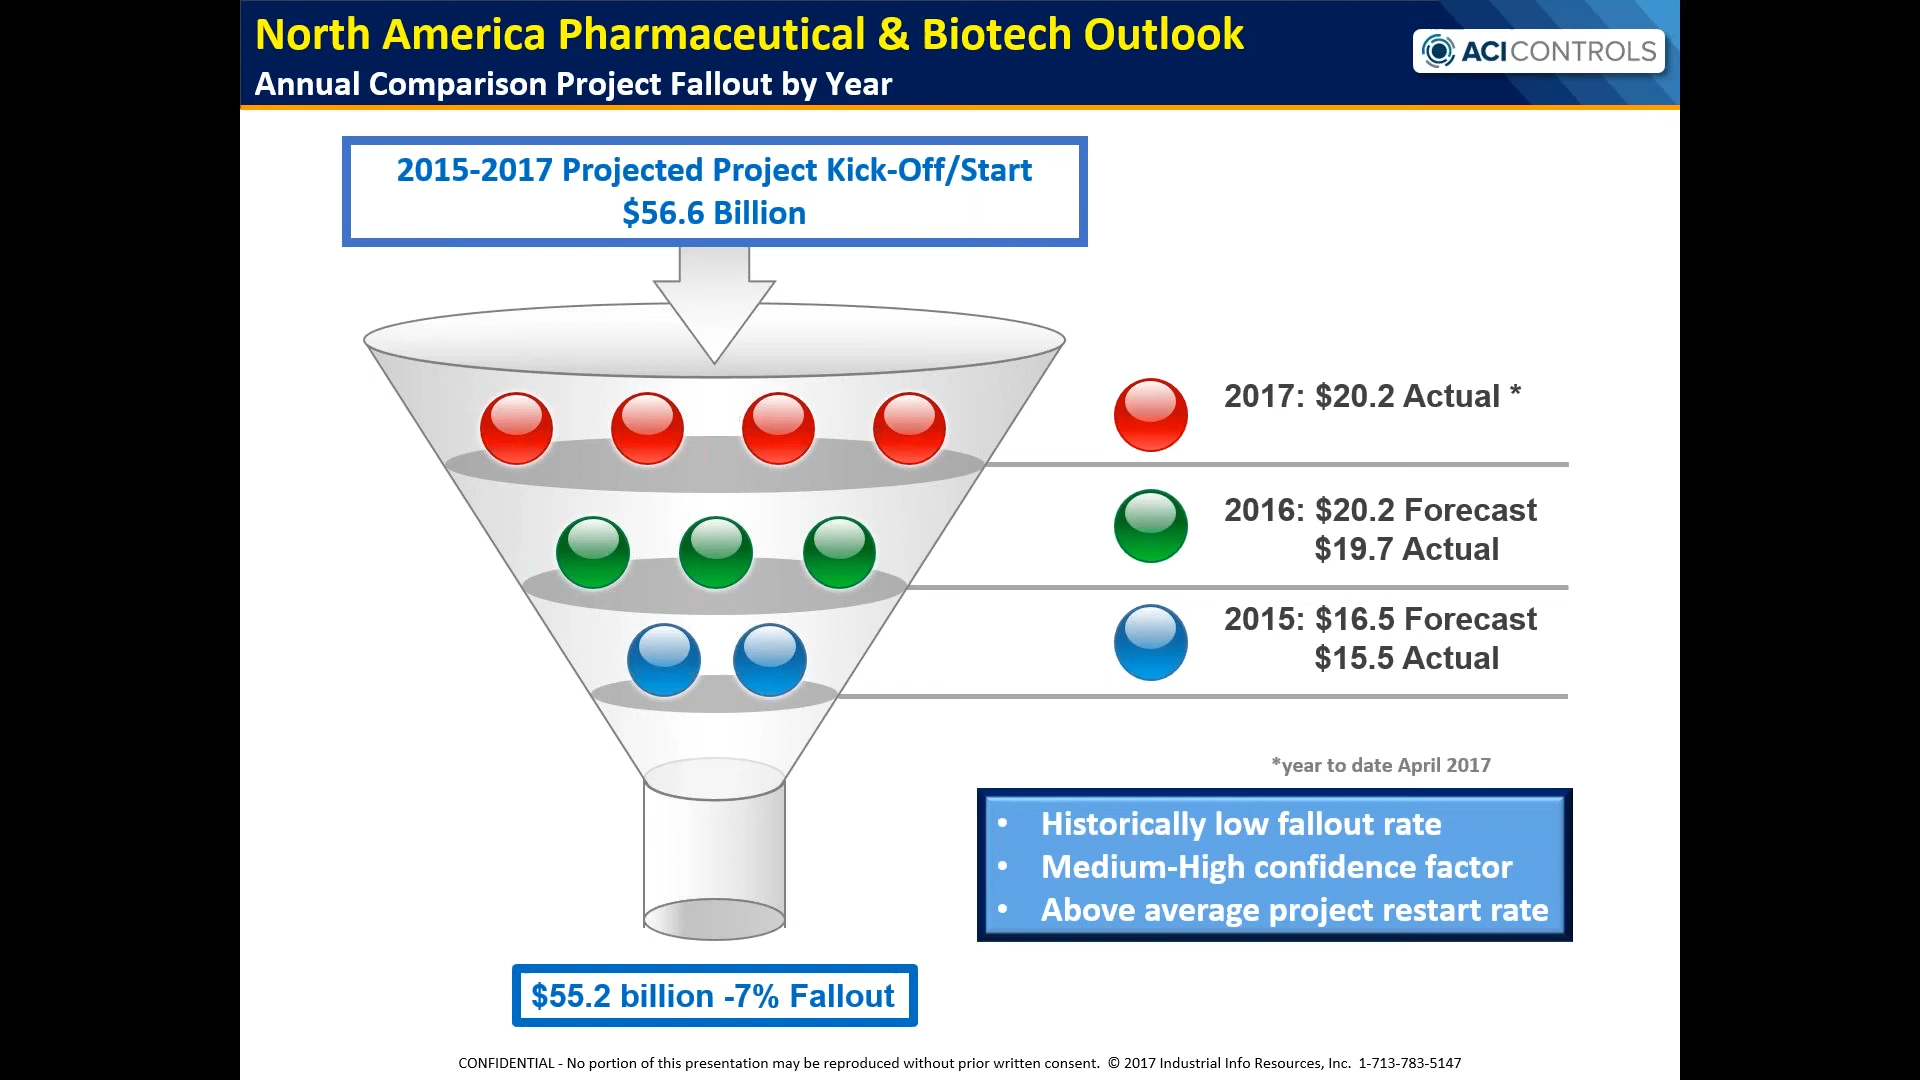 North America Pharmaceutical & Biotech Outlook
Annual Comparison Project Fallout by Year
ACI CONTROLS
2015-2017 Projected Project Kick-Off/Start
$56.6 Billion
2017: $20.2 Actual *
2016: $20.2 Forecast
$19.7 Actual
2015: $16.5 Forecast
$15.5 Actual
*year to date April 2017
• Historically low fallout rate
• Medium-High confidence factor
• Above average project restart rate
$55.2 billion -7% Fallout
CONFIDENTIAL - No portion of this presentation may be reproduced without prior written consent. © 2017 Industrial Info Resources, Inc. 1-713-783-5147